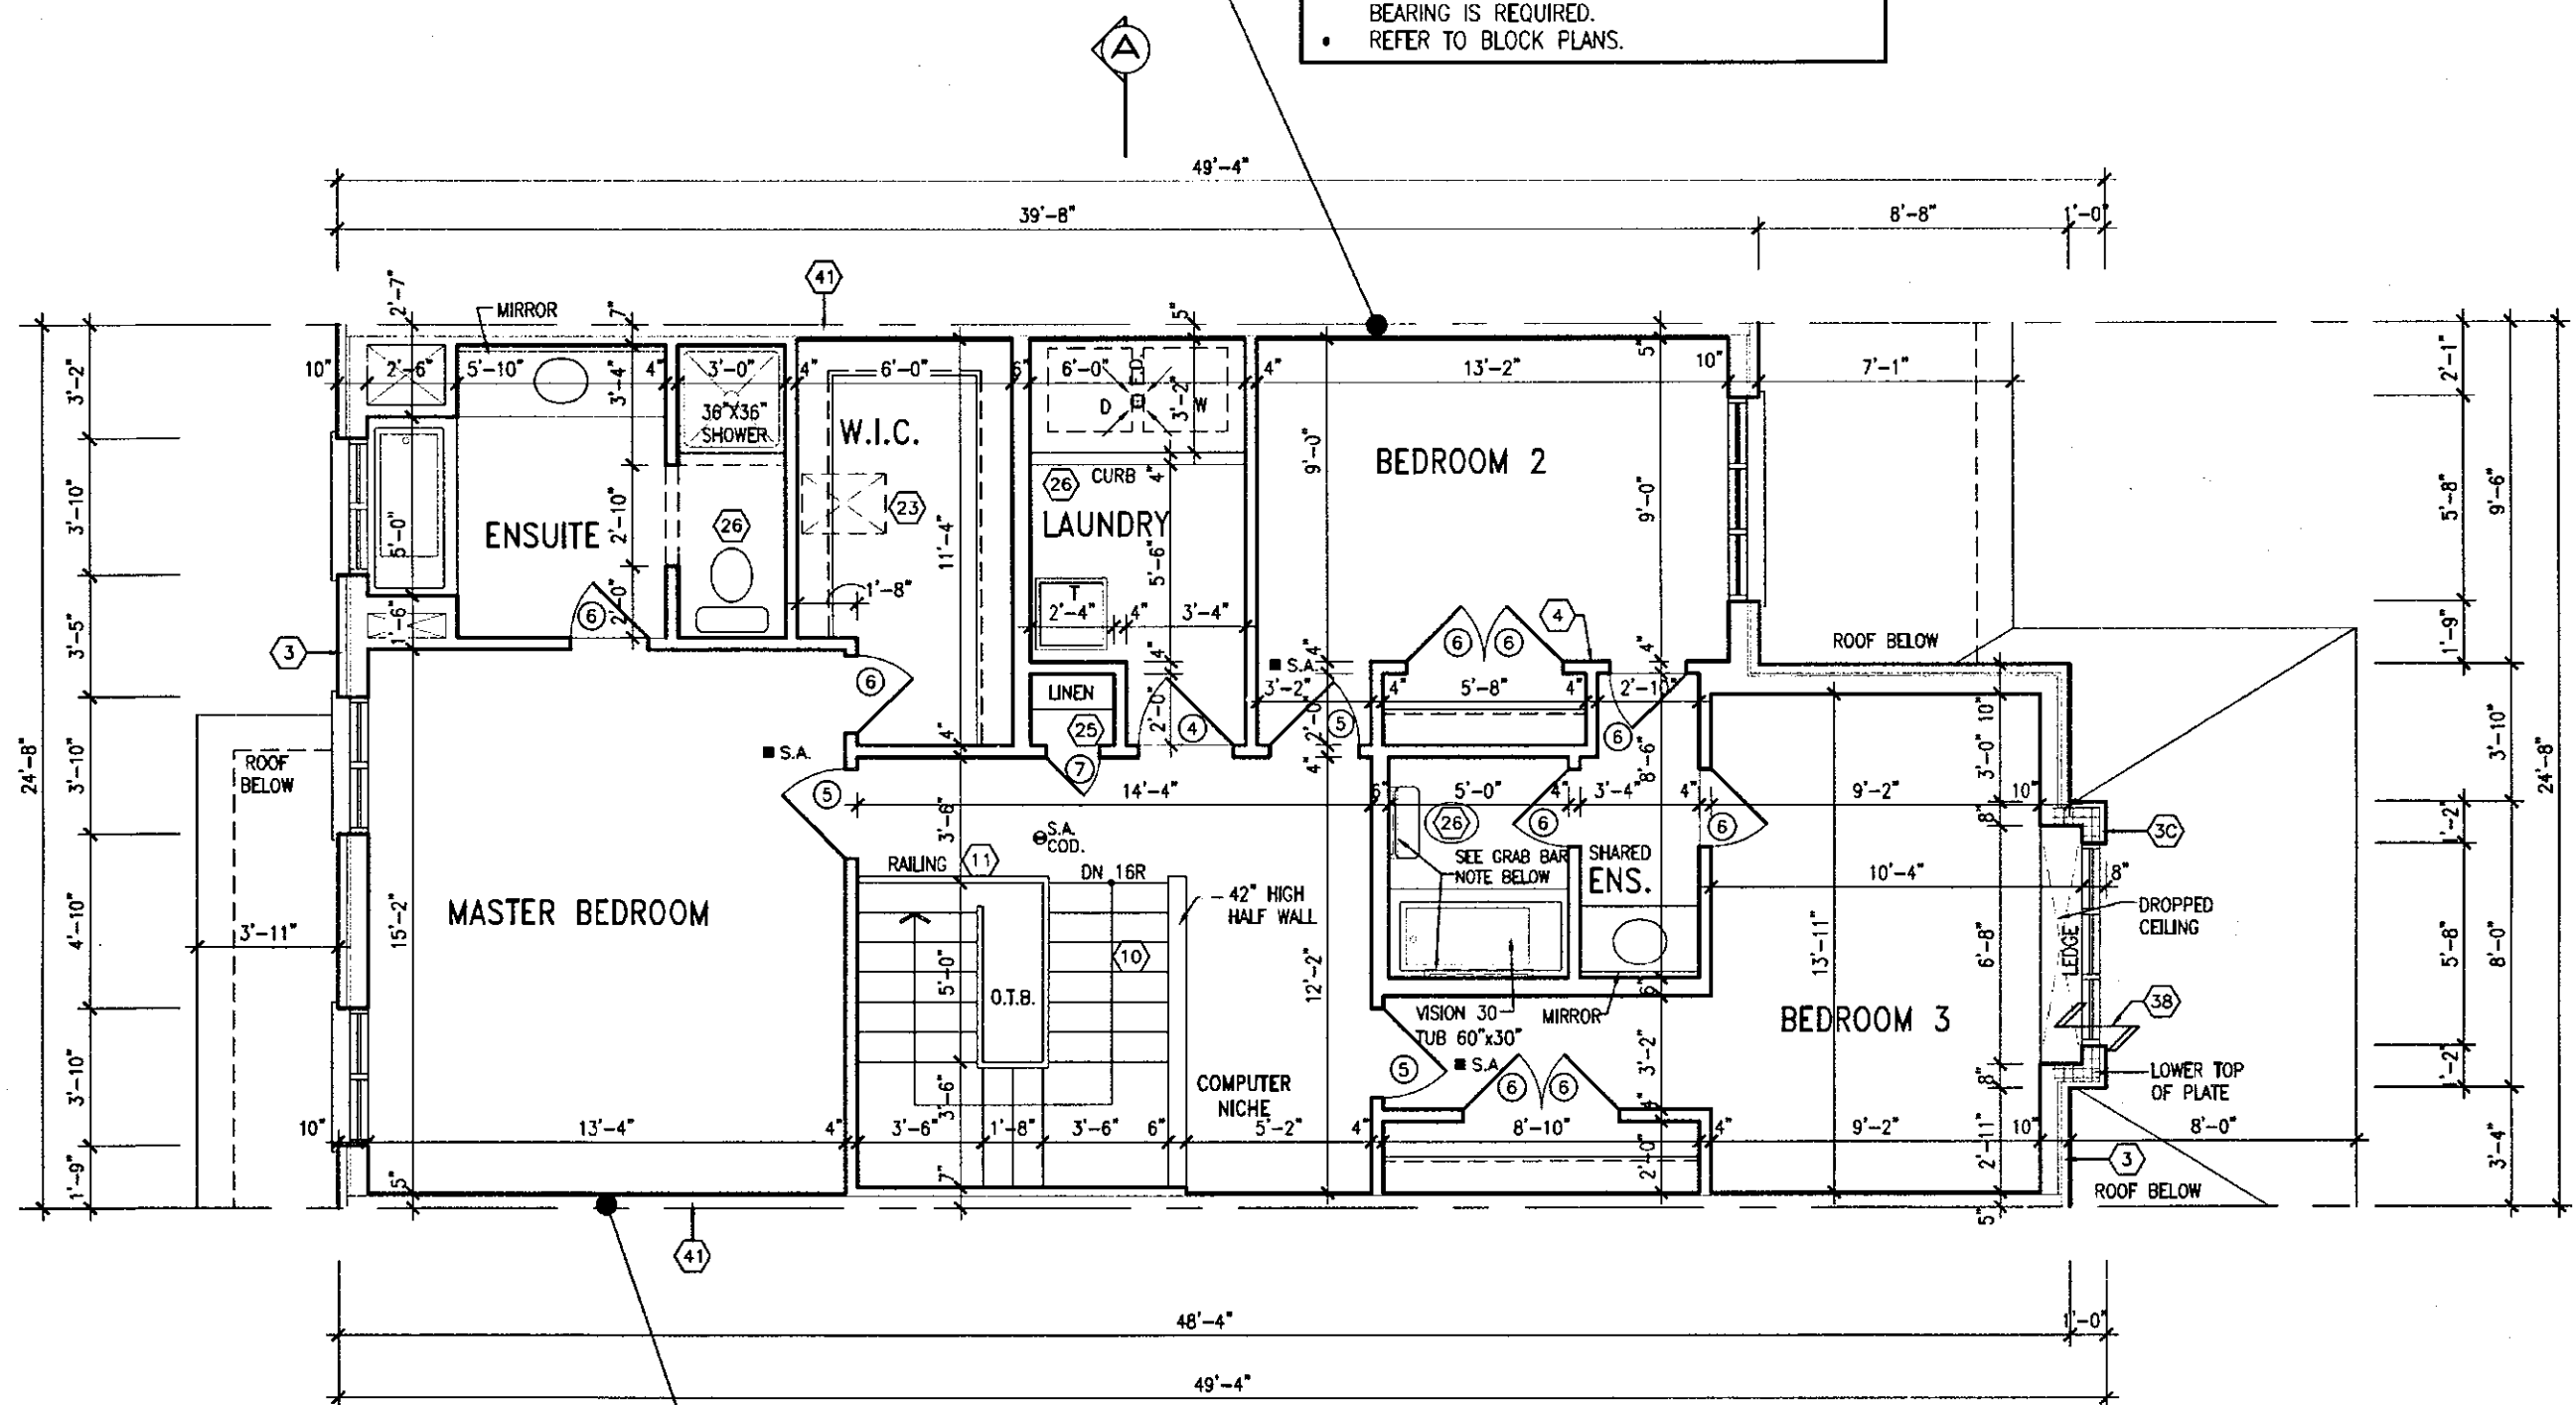 BEARING IS REQUIRED.
• REFER TO BLOCK PLANS.
A
49'-4"
39'-8" 8'-8" 1'-0"
41
MIRROR
2'-7" 7" 5" 5"
10" 2'-6" 5'-10" 4" 3'-0" 4" 6'-0" 6" 6'-0" 4" 13'-2" 10" 7'-1"
3'-4"
36"X36"
SHOWER
W.I.C.
D W
3'-2"
BEDROOM 2
9'-0" 9'-0"
26 CURB 4"
LAUNDRY
23
ENSUITE
26
5'-0" 2'-10" 11'-4" 5'-6"
1'-8"
T
2'-4" 4" 3'-4"
6
1'-6" 2'-0"
3
6 6
4
ROOF BELOW
S.A.
4" 4" 4"
3'-2" 4" 5'-8" 4" 2'-10"
LINEN
25
6
4" 2'-0" 4 2'-0" 5 6
8'-6"
10"
3'-0"
S.A.
ROOF
BELOW
7
4"
5
14'-4" 6" 5'-0" 4" 3'-4" 4" 9'-2" 10"
3'-6"
S.A.
COD.
26 6 6
8"
3C
RAILING 11
DN 16R
SEE GRAB BAR
NOTE BELOW
SHARED
ENS.
10'-4" 8"
42" HIGH
HALF WALL
DROPPED
CEILING
MASTER BEDROOM
3'-11"
15'-2"
10
5'-0"
O.T.B.
12'-2"
13'-11"
6'-8"
LEDGE
6"
VISION 30
TUB 60"x30"
MIRROR
BEDROOM 3
38
S.A.
5
6 6
3'-2"
COMPUTER
NICHE
3'-6"
8"
LOWER TOP
OF PLATE
4"
10" 13'-4" 4" 3'-6" 1'-8" 3'-6" 6" 5'-2" 4" 8'-10" 4" 9'-2" 10" 8'-0"
2'-0" 2'-11"
3
ROOF BELOW
5" 7" 5"
41
24'-8"
3'-2"
3'-10"
3'-5"
3'-10"
4'-10"
3'-10"
1'-9"
2'-1"
5'-8"
1'-9"
1'-2"
5'-8"
1'-2"
9'-6"
3'-10"
8'-0"
3'-4"
24'-8"
48'-4" 1'-0"
49'-4"